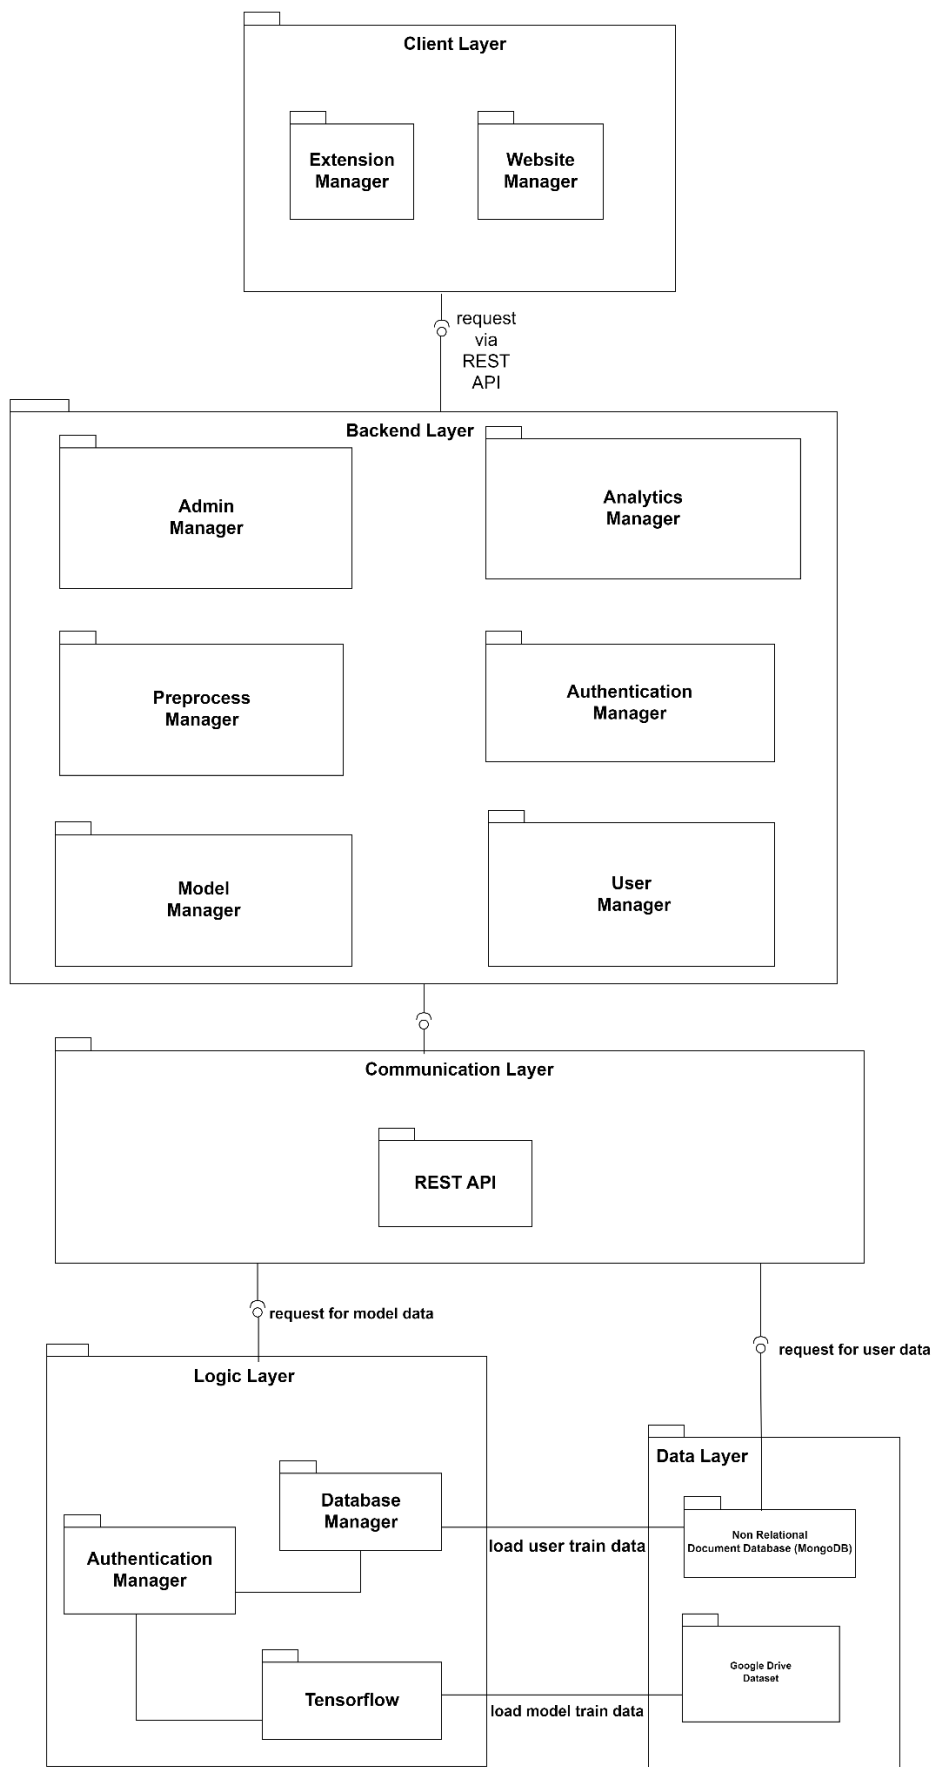 Client Layer
Extension
Manager
Website
Manager
request
via
REST
API
Backend Layer
Admin
Manager
Analytics
Manager
Preprocess
Manager
Authentication
Manager
Model
Manager
User
Manager
Communication Layer
REST API
request for model data
request for user data
Logic Layer
Data Layer
Database
Manager
Authentication
Manager
Tensorflow
load user train data
Non Relational
Document Database (MongoDB)
Google Drive
Dataset
load model train data